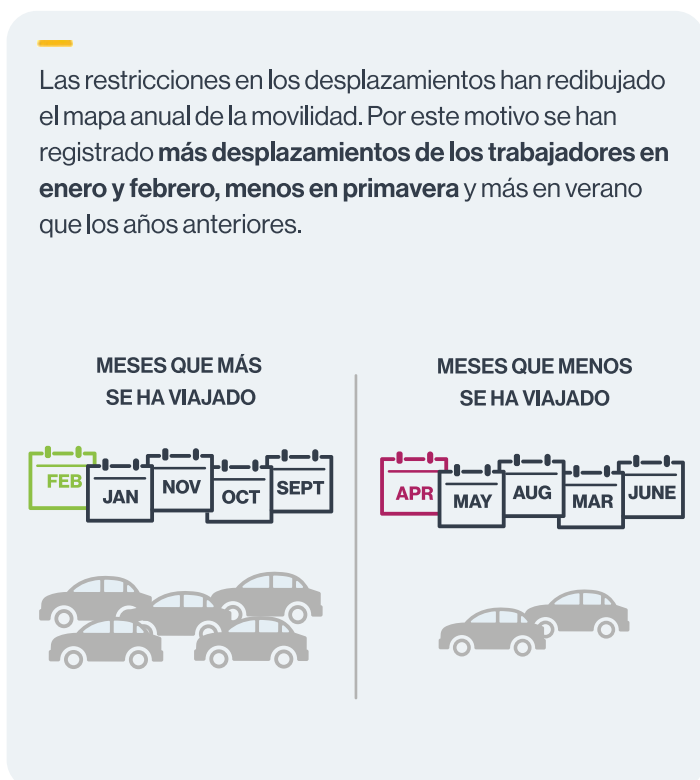 Las restricciones en los desplazamientos han redibujado
el mapa anual de la movilidad. Por este motivo se han
registrado más desplazamientos de los trabajadores en
enero y febrero, menos en primavera y más en verano
que los años anteriores.
MESES QUE MÁS
SE HA VIAJADO
FEB
JAN
NOV
OCT
SEPT
MESES QUE MENOS
SE HA VIAJADO
APR
MAY
AUG
MAR
JUNE